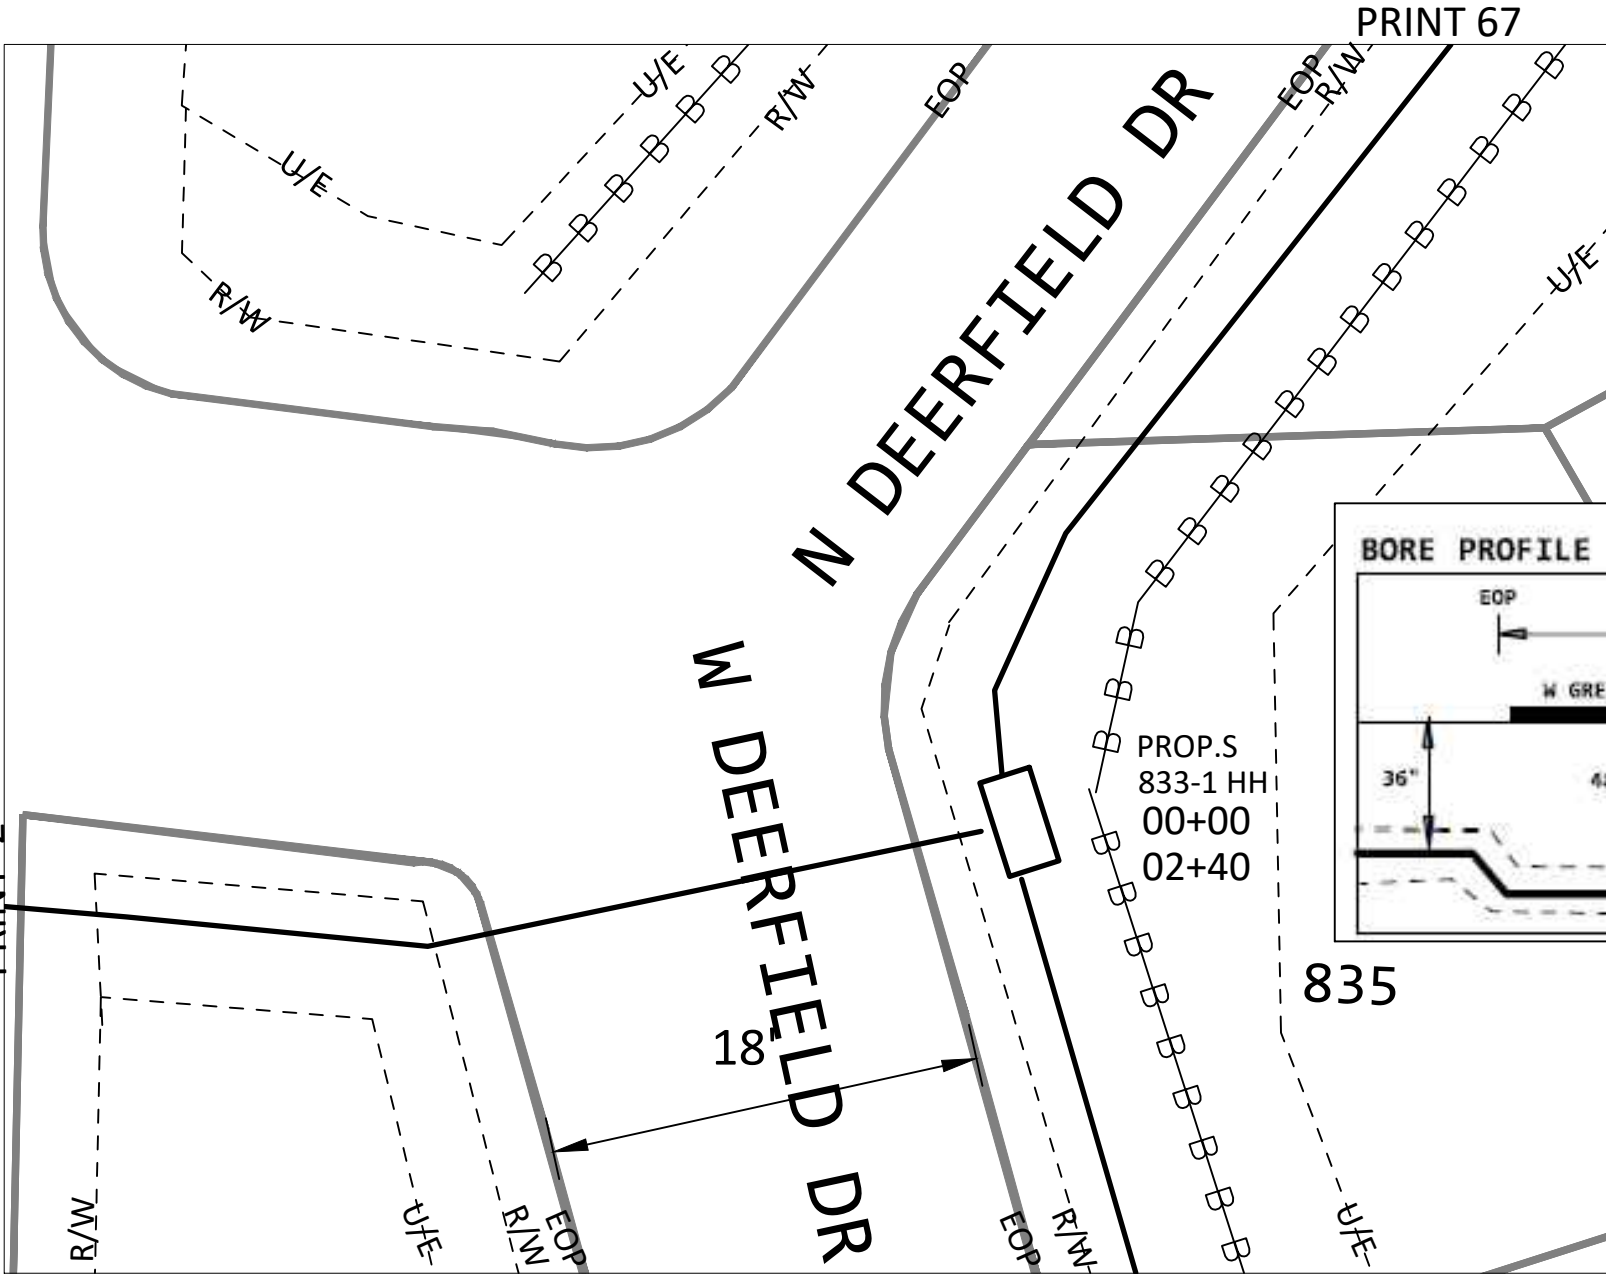 PRINT 67
U/E
R/W
EOP
EOP
R/W
B B B B B B
U/E
R/W
U/E
N DEERFIELD DR
B B B B B B B B B B B B B B B B
BORE PROFILE
EOP
W GRE
36"
W DEERFIELD DR
PROP.S
833-1 HH
00+00
02+40
B B B B B B B B B
835
18'
R/W
U/E
R/W
EOP
EOP
R/W
U/E